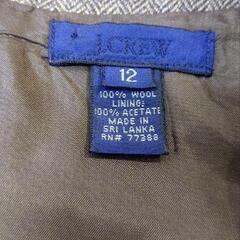 J.CREW
12
100% WOOL
LINING:
100% ACETATE
MADE IN
SRI LANKA
RN# 77388